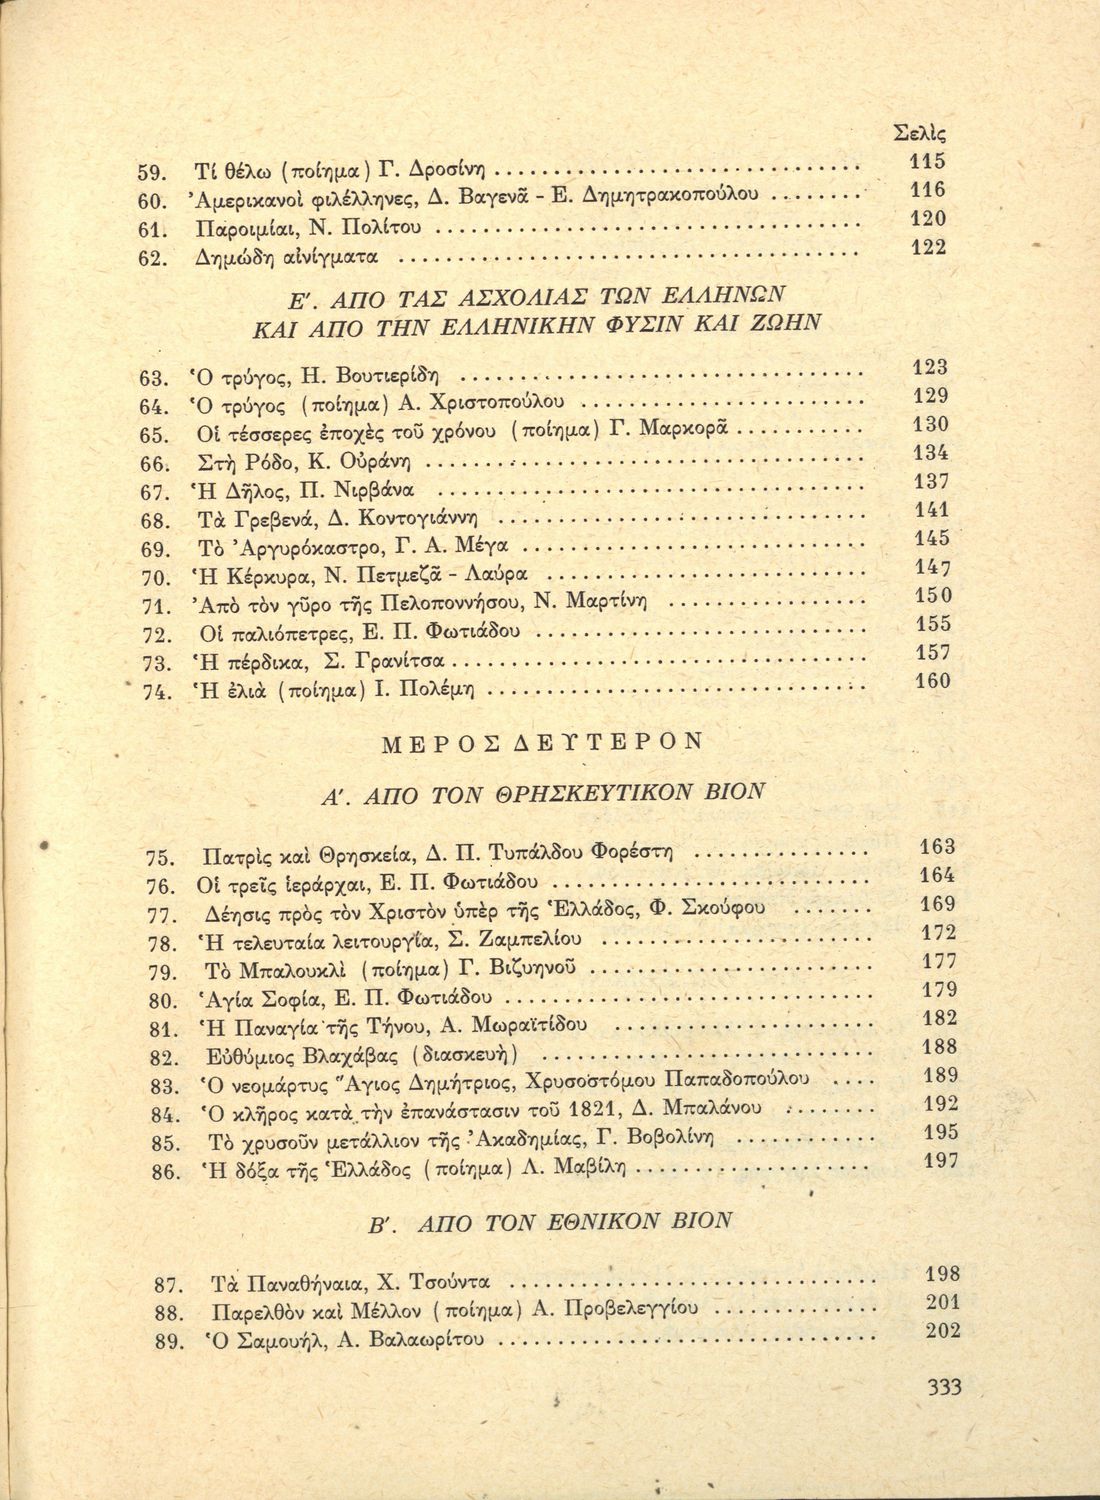 Σελὶς
59. Τί θέλω (ποίημα) Γ. Δροσίνη ........ 115
60. Ἀμερικανοὶ φιλέλληνες, Δ. Βαγενᾶ - Ε. Δημητρακοπούλου ........ 116
61. Παροιμίαι, Ν. Πολίτου ........ 120
62. Δημώδη αἰνίγματα ........ 122
Ε'. ΑΠΟ ΤΑΣ ΑΣΧΟΛΙΑΣ ΤΩΝ ΕΛΛΗΝΩΝ
ΚΑΙ ΑΠΟ ΤΗΝ ΕΛΛΗΝΙΚΗΝ ΦΥΣΙΝ ΚΑΙ ΖΩΗΝ
63. Ὁ τρύγος, Η. Βουτιερίδη ........ 123
64. Ὁ τρύγος (ποίημα) Α. Χριστοπούλου ........ 129
65. Οἱ τέσσερες ἐποχὲς τοῦ χρόνου (ποίημα) Γ. Μαρκορᾶ ........ 130
66. Στὴ Ρόδο, Κ. Οὐράνη ........ 134
67. Ἡ Δῆλος, Π. Νιρβάνα ........ 137
68. Τὰ Γρεβενά, Δ. Κοντογιάννη ........ 141
69. Τὸ Ἀργυρόκαστρο, Γ. Α. Μέγα ........ 145
70. Ἡ Κέρκυρα, Ν. Πετμεζᾶ - Λαύρα ........ 147
71. Ἀπὸ τὸν γῦρο τῆς Πελοποννήσου, Ν. Μαρτίνη ........ 150
72. Οἱ παλιόπετρες, Ε. Π. Φωτιάδου ........ 155
73. Ἡ πέρδικα, Σ. Γρανίτσα ........ 157
74. Ἡ ἐλιὰ (ποίημα) Ι. Πολέμη ........ 160
ΜΕΡΟΣ ΔΕΥΤΕΡΟΝ
Α'. ΑΠΟ ΤΟΝ ΘΡΗΣΚΕΥΤΙΚΟΝ ΒΙΟΝ
75. Πατρὶς καὶ Θρησκεία, Δ. Π. Τυπάλδου Φορέστη ........ 163
76. Οἱ τρεῖς ἱεράρχαι, Ε. Π. Φωτιάδου ........ 164
77. Δέησις πρὸς τὸν Χριστὸν ὑπὲρ τῆς Ἑλλάδος, Φ. Σκούφου ........ 169
78. Ἡ τελευταία λειτουργία, Σ. Ζαμπελίου ........ 172
79. Τὸ Μπαλουκλὶ (ποίημα) Γ. Βιζυηνοῦ ........ 177
80. Ἁγία Σοφία, Ε. Π. Φωτιάδου ........ 179
81. Ἡ Παναγία τῆς Τήνου, Α. Μωραϊτίδου ........ 182
82. Εὐθύμιος Βλαχάβας (διασκευὴ) ........ 188
83. Ὁ νεομάρτυς Ἅγιος Δημήτριος, Χρυσοστόμου Παπαδοπούλου .... 189
84. Ὁ κλῆρος κατὰ τὴν ἐπανάστασιν τοῦ 1821, Δ. Μπαλάνου ........ 192
85. Τὸ χρυσοῦν μετάλλιον τῆς Ἀκαδημίας, Γ. Βοβολίνη ........ 195
86. Ἡ δόξα τῆς Ἑλλάδος (ποίημα) Λ. Μαβίλη ........ 197
Β'. ΑΠΟ ΤΟΝ ΕΘΝΙΚΟΝ ΒΙΟΝ
87. Τὰ Παναθήναια, Χ. Τσούντα ........ 198
88. Παρελθὸν καὶ Μέλλον (ποίημα) Α. Προβελεγγίου ........ 201
89. Ὁ Σαμουήλ, Α. Βαλαωρίτου ........ 202
333